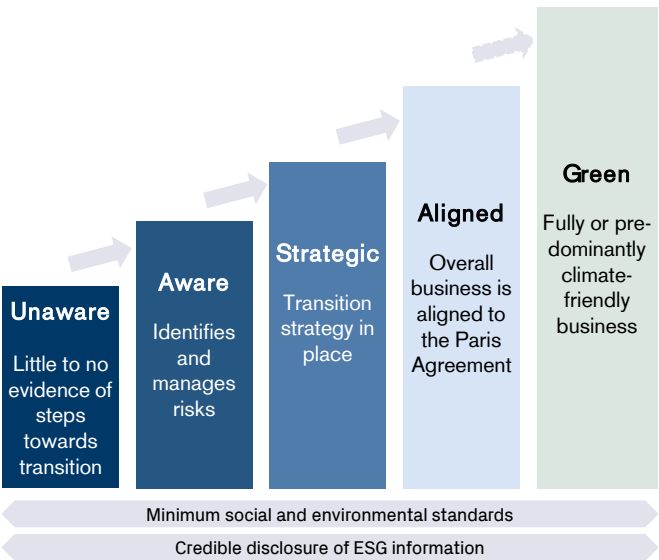 Unaware
Little to no
evidence of
steps
towards
transition
Aware
Identifies
and
manages
risks
Strategic
Transition
strategy in
place
Aligned
Overall
business is
aligned to
the Paris
Agreement
Green
Fully or pre-
dominantly
climate-
friendly
business
Minimum social and environmental standards
Credible disclosure of ESG information